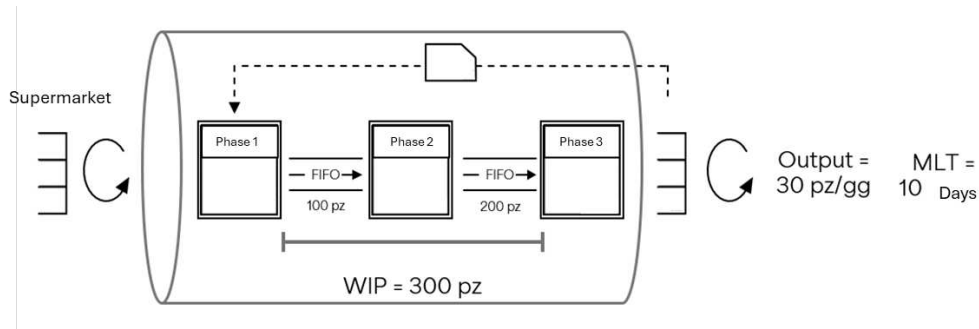 Supermarket
Phase 1
Phase 2
Phase 3
FIFO
FIFO
100 pz
200 pz
WIP = 300 pz
Output =
30 pz/gg
MLT =
10 Days